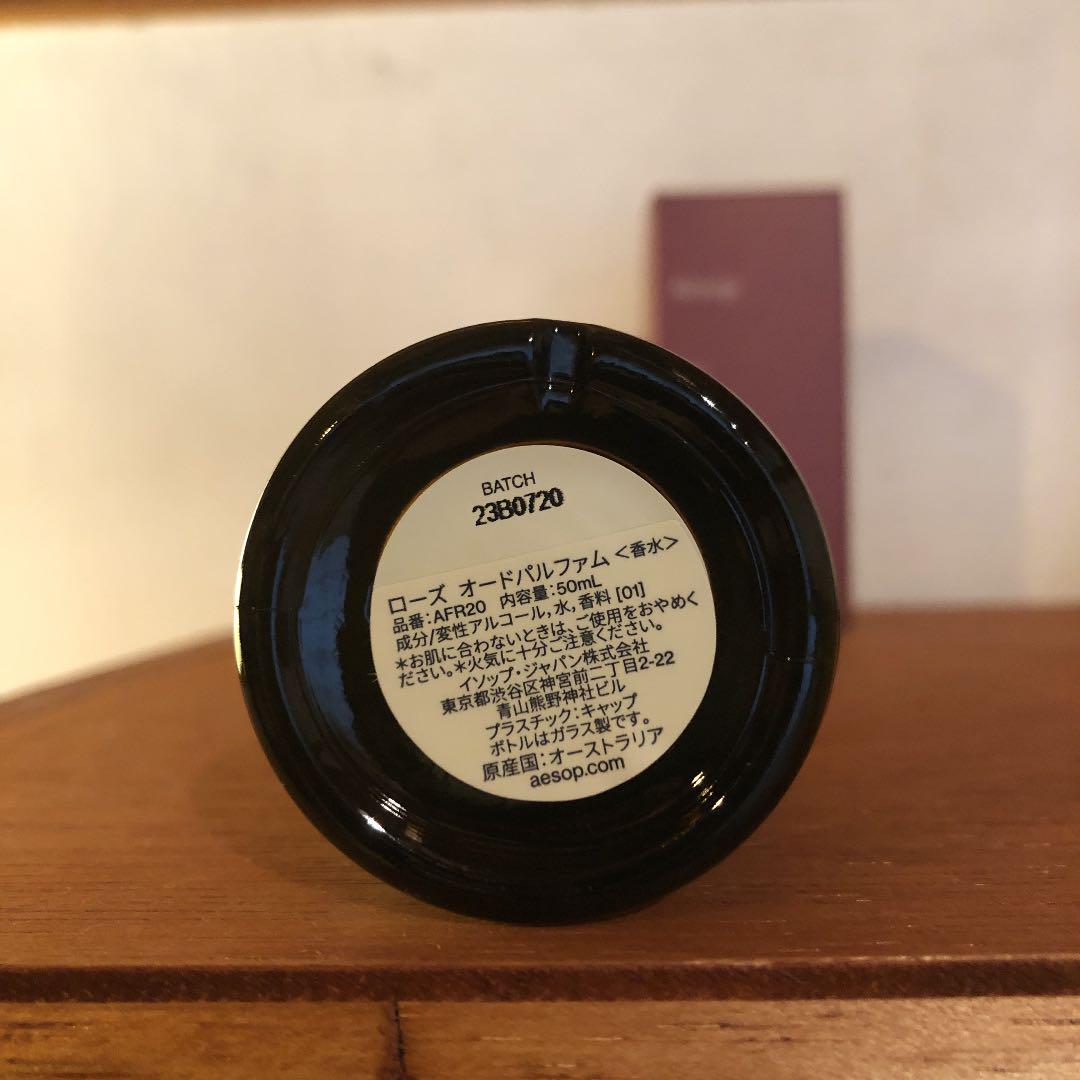 BATCH
23B0720
ローズ オードパルファム <香水>
品番:AFR20 内容量:50mL
成分/変性アルコール,水,香料 [01]
*お肌に合わないときは、ご使用をおやめく
ださい。*火気に十分ご注意ください。
イソップ・ジャパン株式会社
東京都渋谷区神宮前二丁目2-22
青山熊野神社ビル
プラスチック:キャップ
ボトルはガラス製です。
原産国:オーストラリア
aesop.com